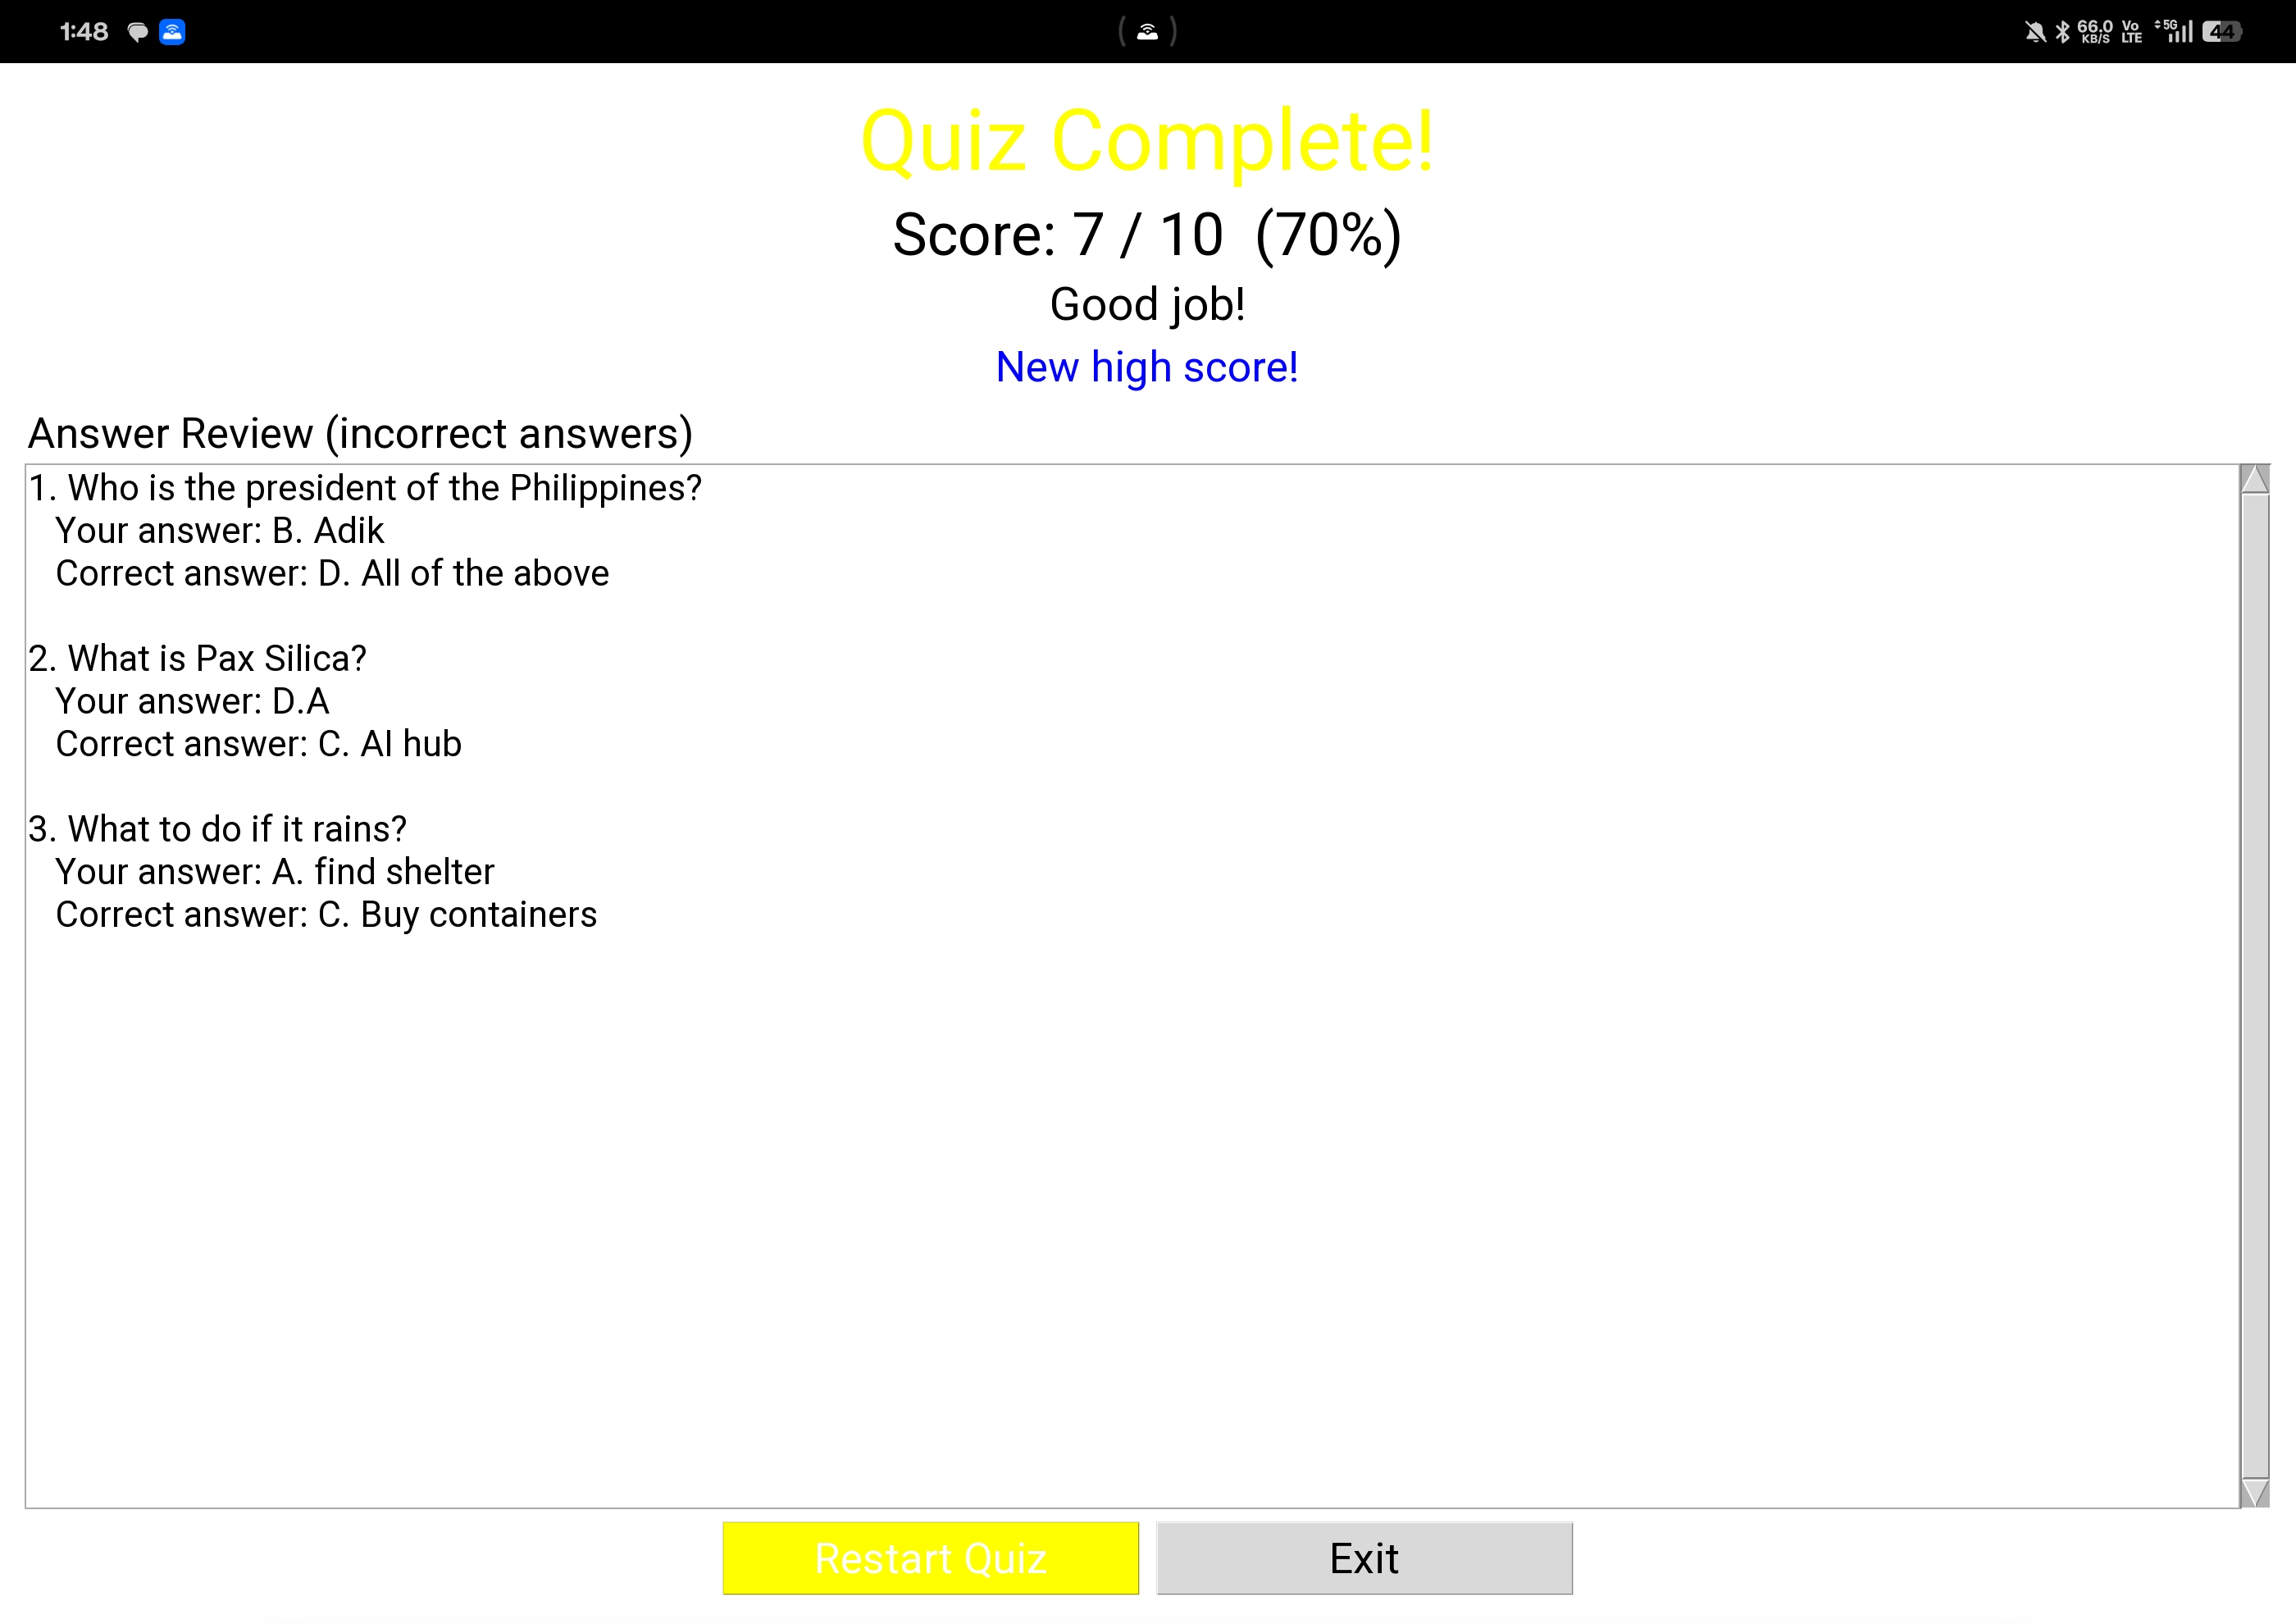 1:48
66.0 KB/S
Vo LTE
5G
44
Quiz Complete!
Score: 7 / 10 (70%)
Good job!
New high score!
Answer Review (incorrect answers)
1. Who is the president of the Philippines?
Your answer: B. Adik
Correct answer: D. All of the above
2. What is Pax Silica?
Your answer: D.A
Correct answer: C. AI hub
3. What to do if it rains?
Your answer: A. find shelter
Correct answer: C. Buy containers
Restart Quiz
Exit